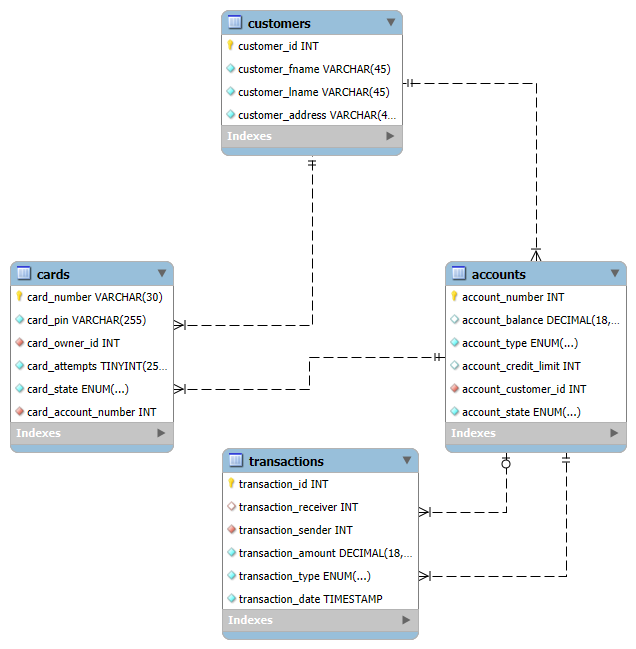 customers
customer_id INT
customer_fname VARCHAR(45)
customer_lname VARCHAR(45)
customer_address VARCHAR(4...
Indexes
cards
card_number VARCHAR(30)
card_pin VARCHAR(255)
card_owner_id INT
card_attempts TINYINT(25...
card_state ENUM(...)
card_account_number INT
Indexes
accounts
account_number INT
account_balance DECIMAL(18,...
account_type ENUM(...)
account_credit_limit INT
account_customer_id INT
account_state ENUM(...)
Indexes
transactions
transaction_id INT
transaction_receiver INT
transaction_sender INT
transaction_amount DECIMAL(18,...
transaction_type ENUM(...)
transaction_date TIMESTAMP
Indexes